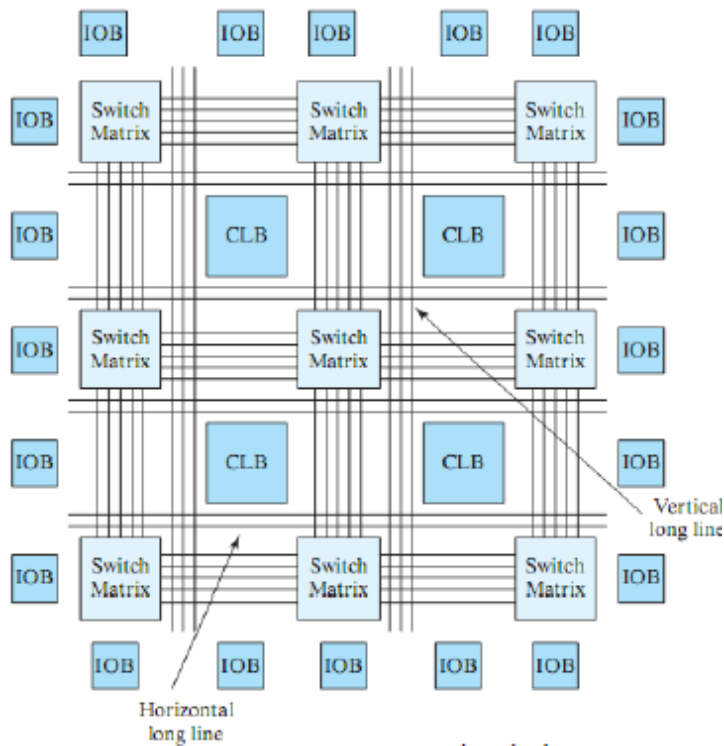 IOB IOB IOB IOB IOB
IOB Switch Matrix Switch Matrix Switch Matrix IOB
IOB CLB CLB IOB
IOB Switch Matrix Switch Matrix Switch Matrix IOB
IOB CLB CLB IOB
Vertical
long line
IOB Switch Matrix Switch Matrix Switch Matrix IOB
IOB IOB IOB IOB IOB
Horizontal
long line